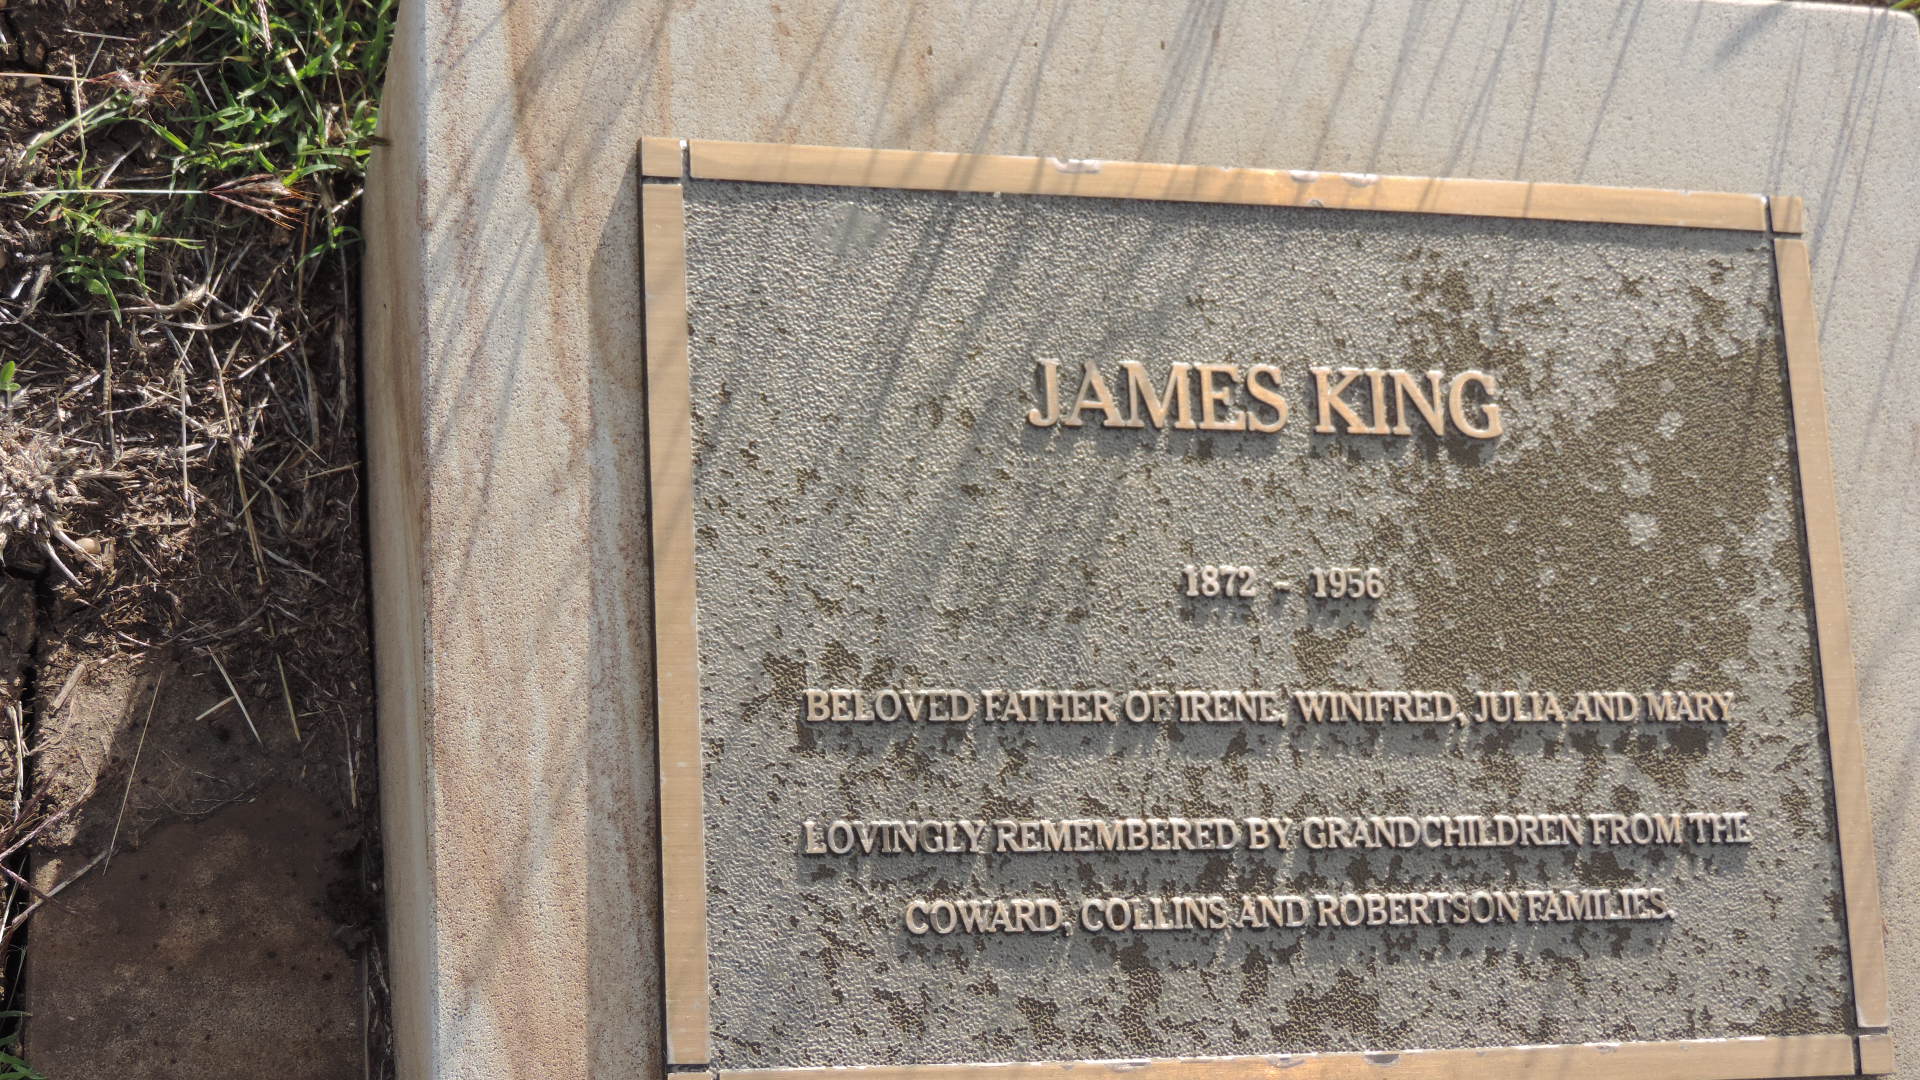 JAMES KING
1872 - 1956
BELOVED FATHER OF IRENE, WINIFRED, JULIA AND MARY
LOVINGLY REMEMBERED BY GRANDCHILDREN FROM THE
COWARD, COLLINS AND ROBERTSON FAMILIES.